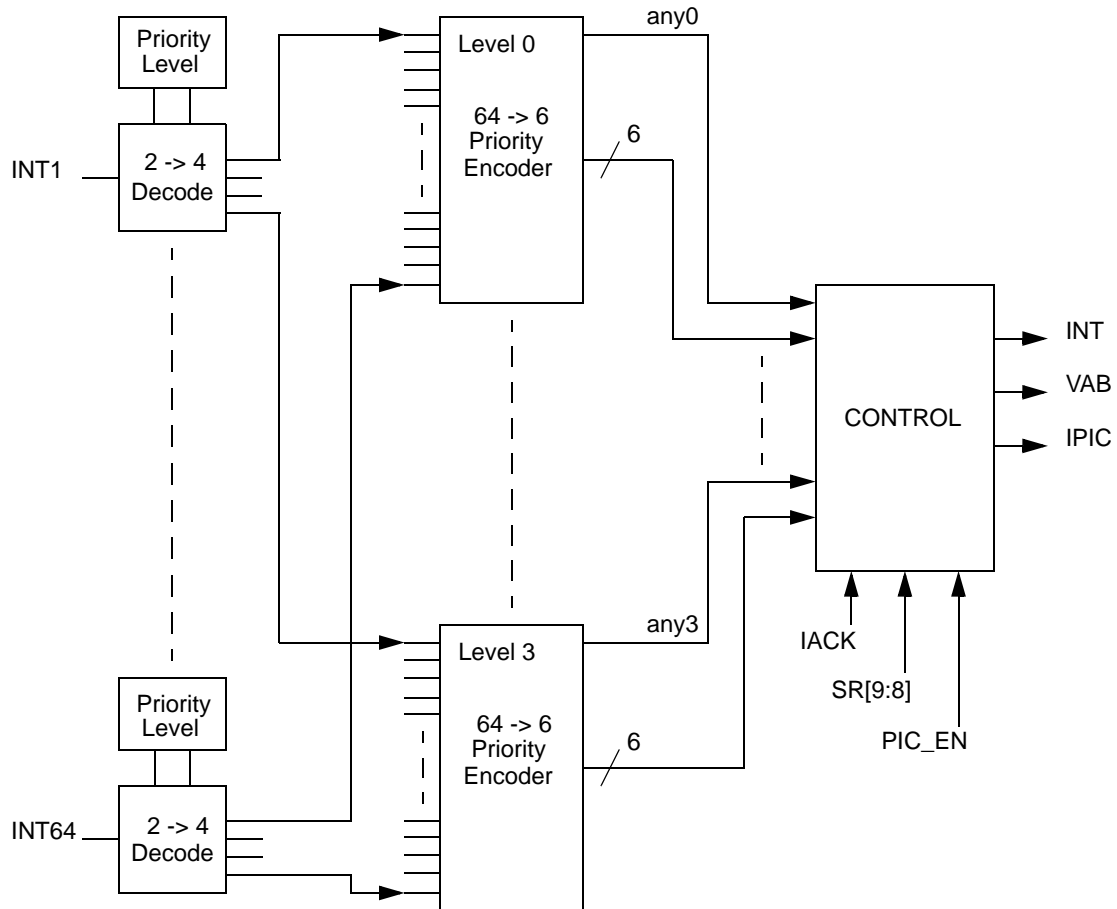 any0
Priority
Level
Level 0
64 -> 6
Priority
Encoder
6
INT1
2 -> 4
Decode
INT
VAB
IPIC
CONTROL
any3
IACK
SR[9:8]
PIC_EN
Level 3
Priority
Level
64 -> 6
Priority
Encoder
6
INT64
2 -> 4
Decode